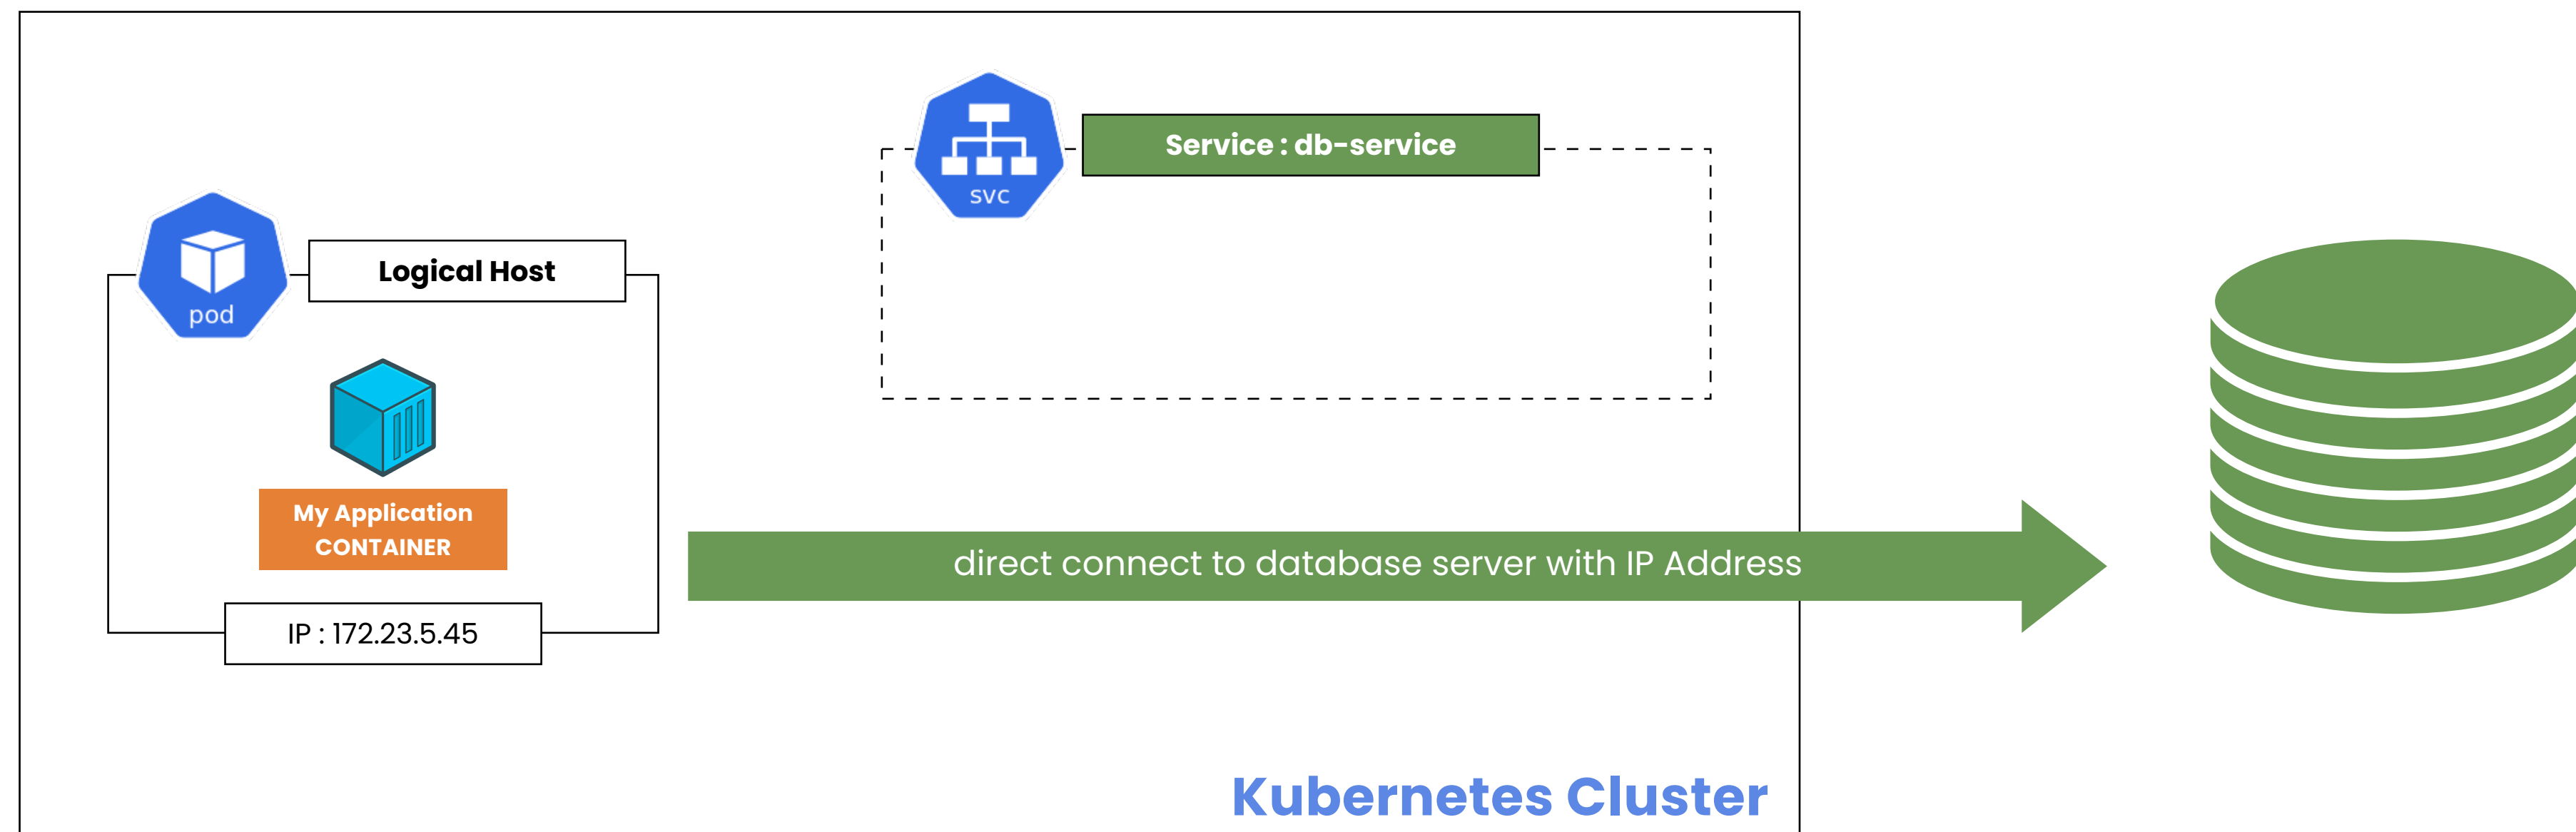 svc
Service : db-service
pod
Logical Host
My Application
CONTAINER
IP : 172.23.5.45
direct connect to database server with IP Address
Kubernetes Cluster